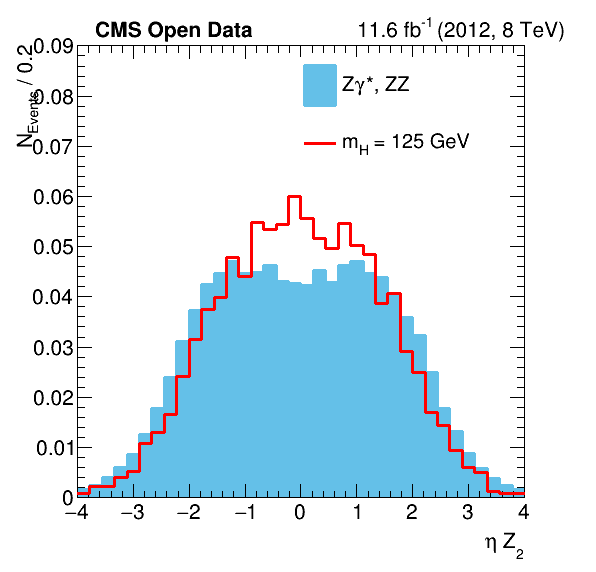 CMS Open Data
11.6 fb⁻¹ (2012, 8 TeV)
N_Events / 0.2
0.09
0.08
0.07
0.06
0.05
0.04
0.03
0.02
0.01
0
Zγ*, ZZ
m_H = 125 GeV
−4 −3 −2 −1 0 1 2 3 4
η Z₂